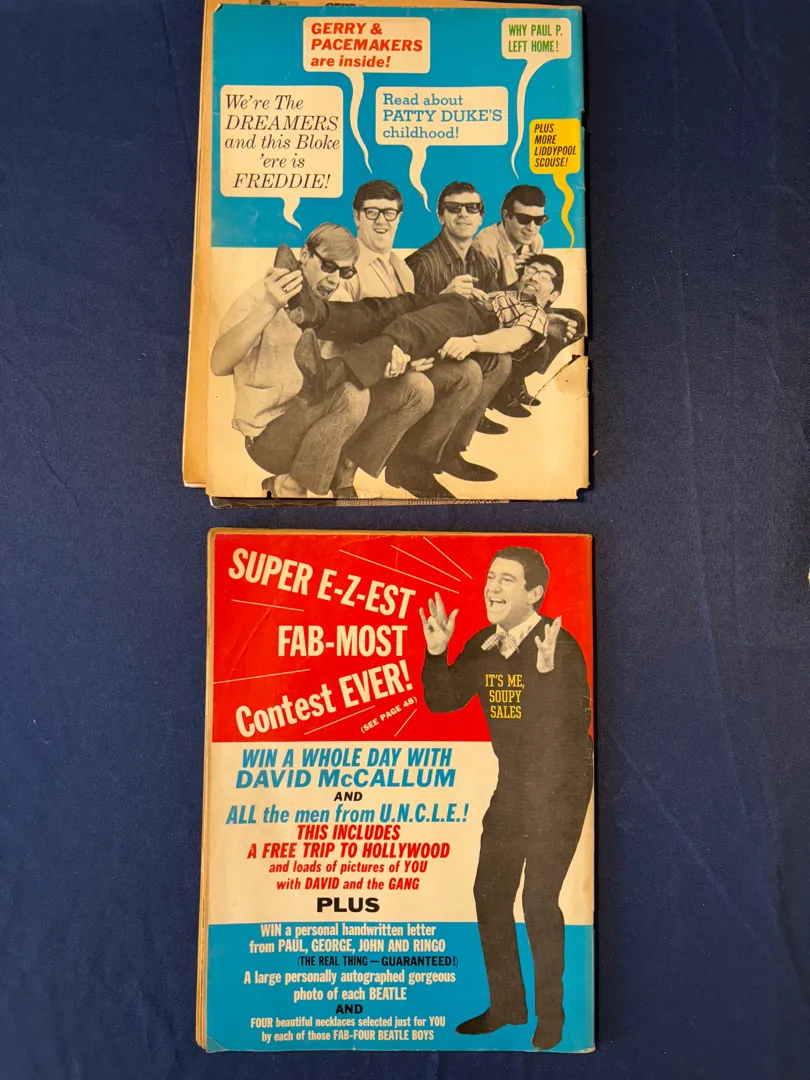 GERRY &
PACEMAKERS
are inside!
WHY PAUL P.
LEFT HOME!
We're The
DREAMERS
and this Bloke
'ere is
FREDDIE!
Read about
PATTY DUKE'S
childhood!
PLUS
MORE
LIDDYPOOL
SCOUSE!
SUPER E-Z-EST
FAB-MOST
Contest EVER!
(SEE PAGE 48)
IT'S ME,
SOUPY
SALES
WIN A WHOLE DAY WITH
DAVID McCALLUM
AND
ALL the men from U.N.C.L.E.!
THIS INCLUDES
A FREE TRIP TO HOLLYWOOD
and loads of pictures of YOU
with DAVID and the GANG
PLUS
WIN a personal handwritten letter
from PAUL, GEORGE, JOHN AND RINGO
(THE REAL THING — GUARANTEED!)
A large personally autographed gorgeous
photo of each BEATLE
AND
FOUR beautiful necklaces selected just for YOU
by each of those FAB-FOUR BEATLE BOYS